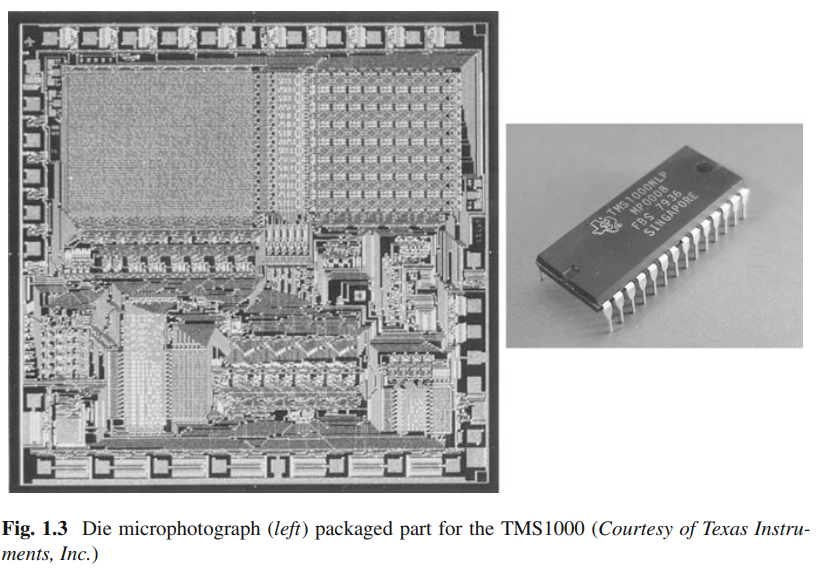 TMS1000NLP
MP0008
FBS 7936
SINGAPORE
Fig. 1.3 Die microphotograph (left) packaged part for the TMS1000 (Courtesy of Texas Instru-
ments, Inc.)